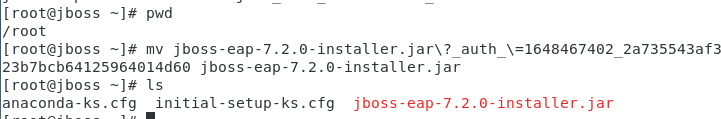 [root@jboss ~]# pwd
/root
[root@jboss ~]# mv jboss-eap-7.2.0-installer.jar\?_auth_\=1648467402_2a735543af3
23b7bcb64125964014d60 jboss-eap-7.2.0-installer.jar
[root@jboss ~]# ls
anaconda-ks.cfg  initial-setup-ks.cfg  jboss-eap-7.2.0-installer.jar
[root@jboss ~]#